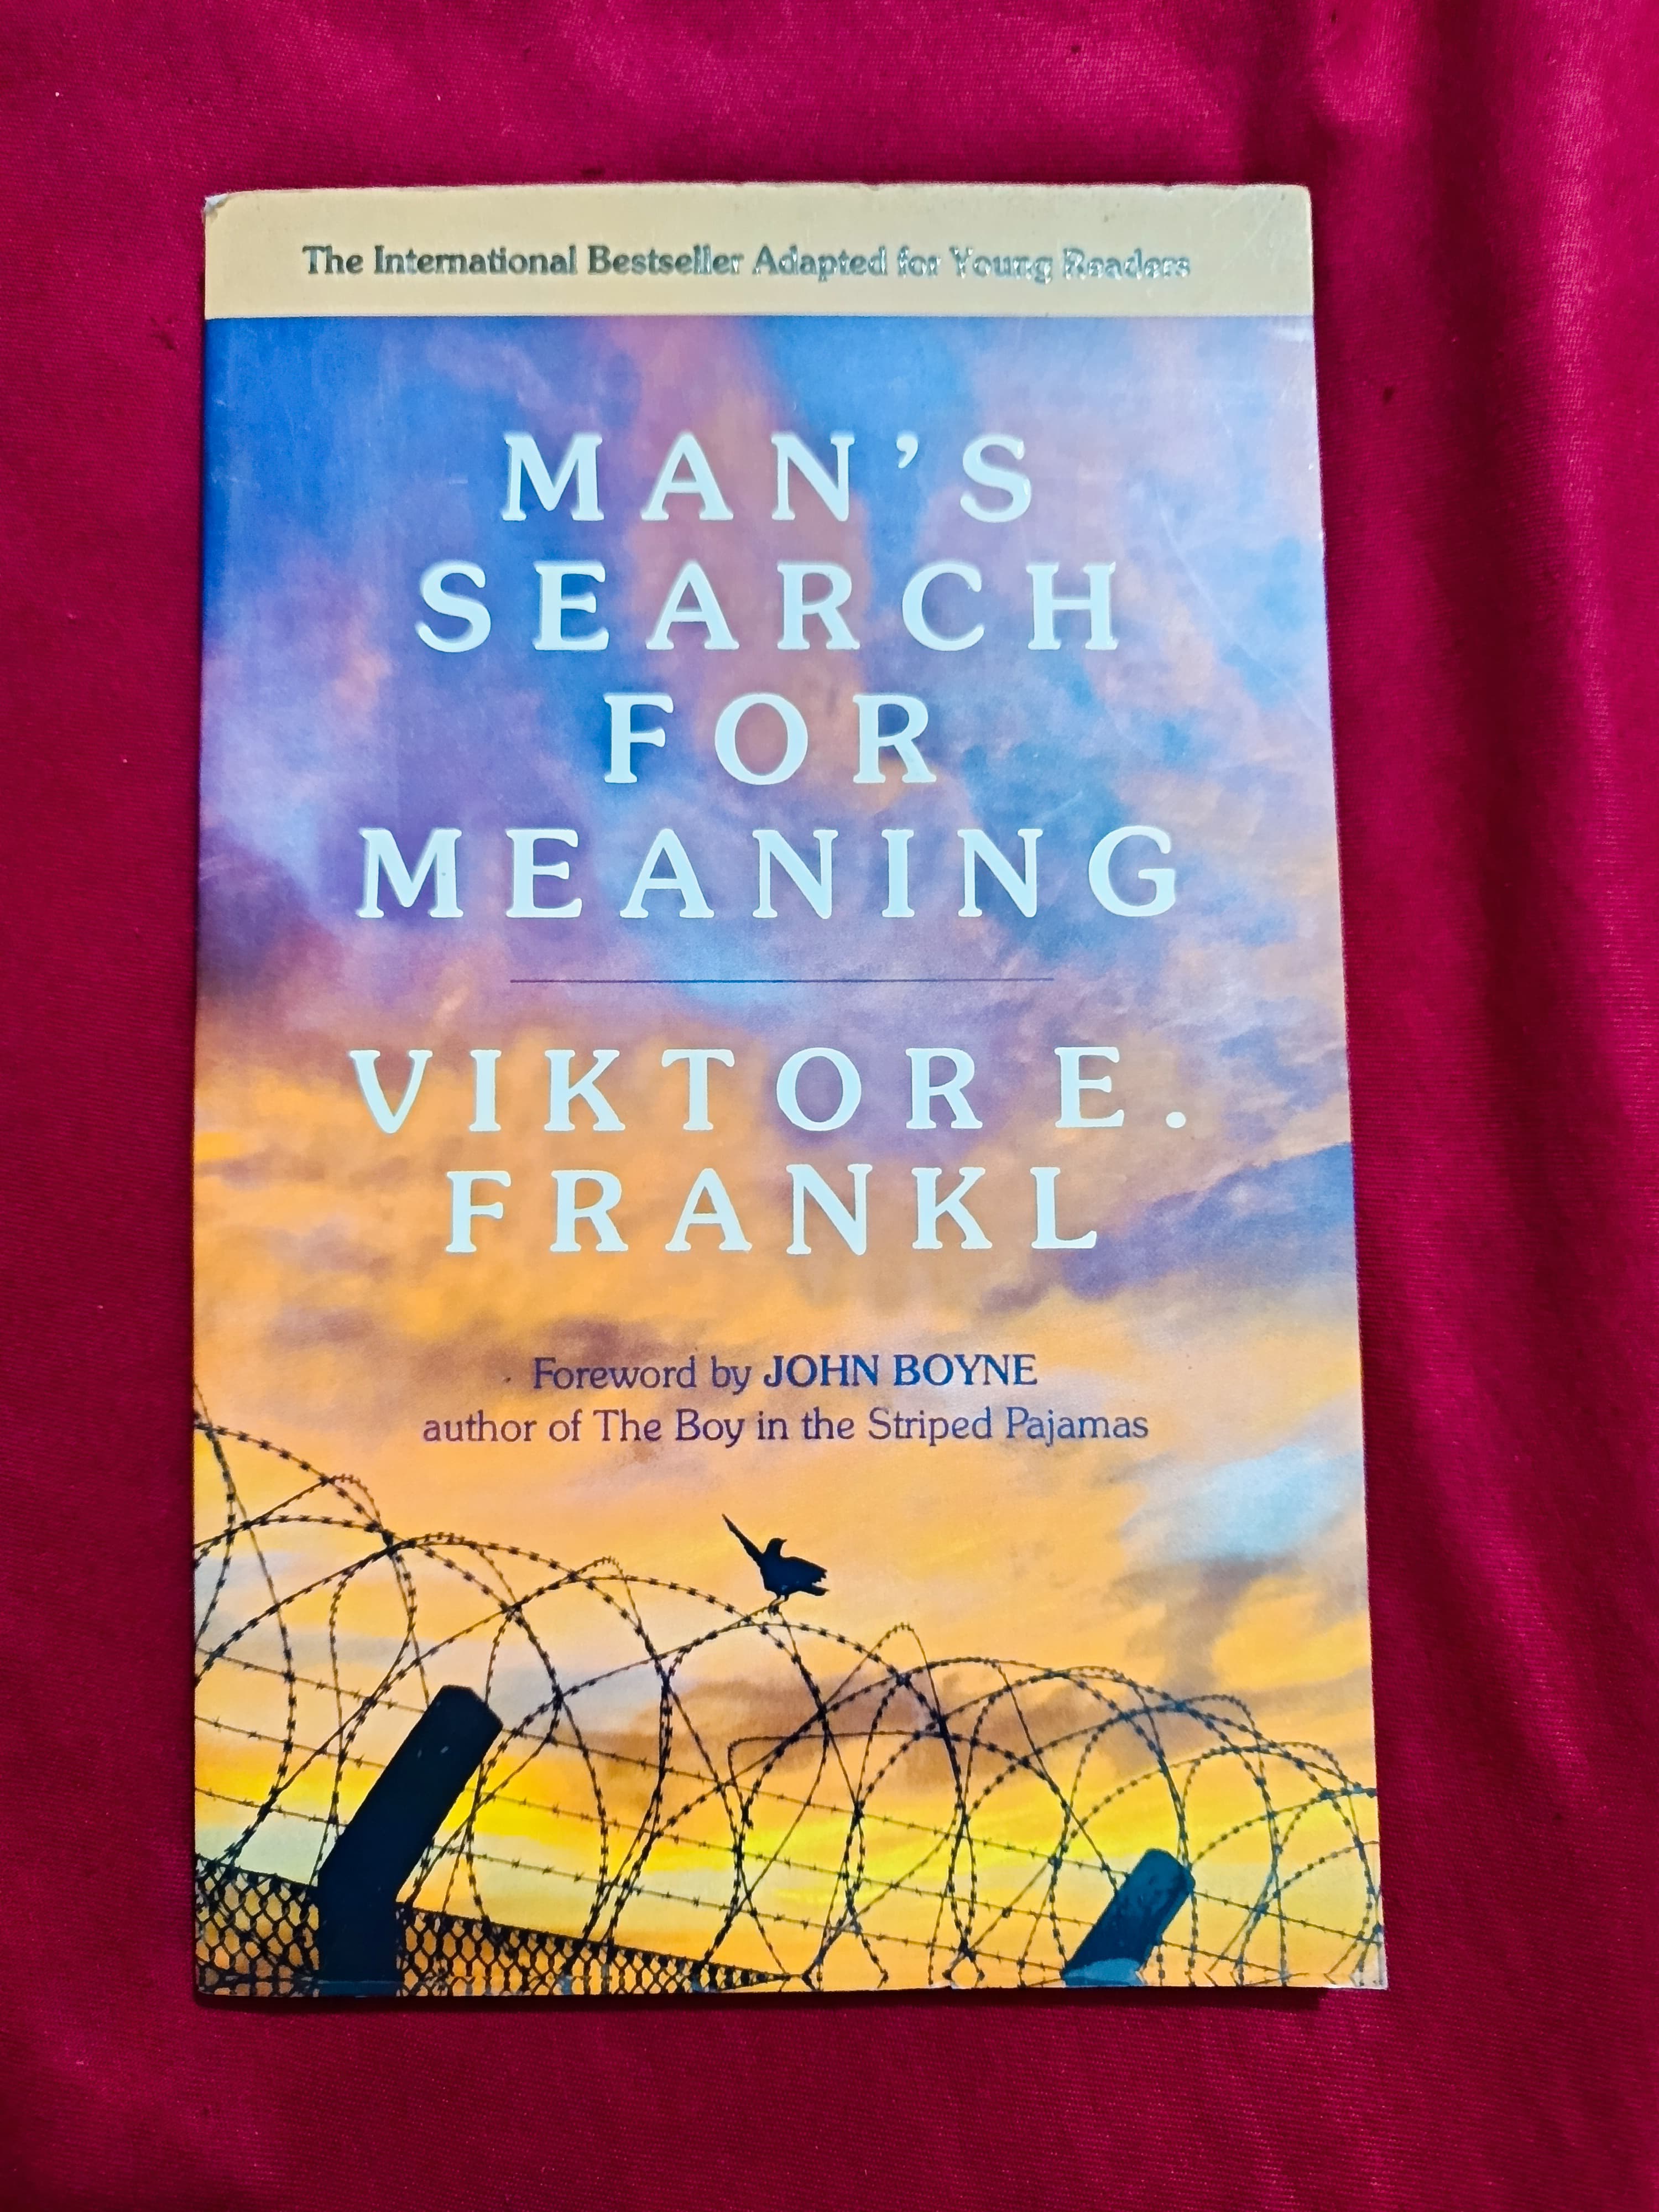 The International Bestseller Adapted for Young Readers
MAN'S
SEARCH
FOR
MEANING
VIKTOR E.
FRANKL
Foreword by JOHN BOYNE
author of The Boy in the Striped Pajamas